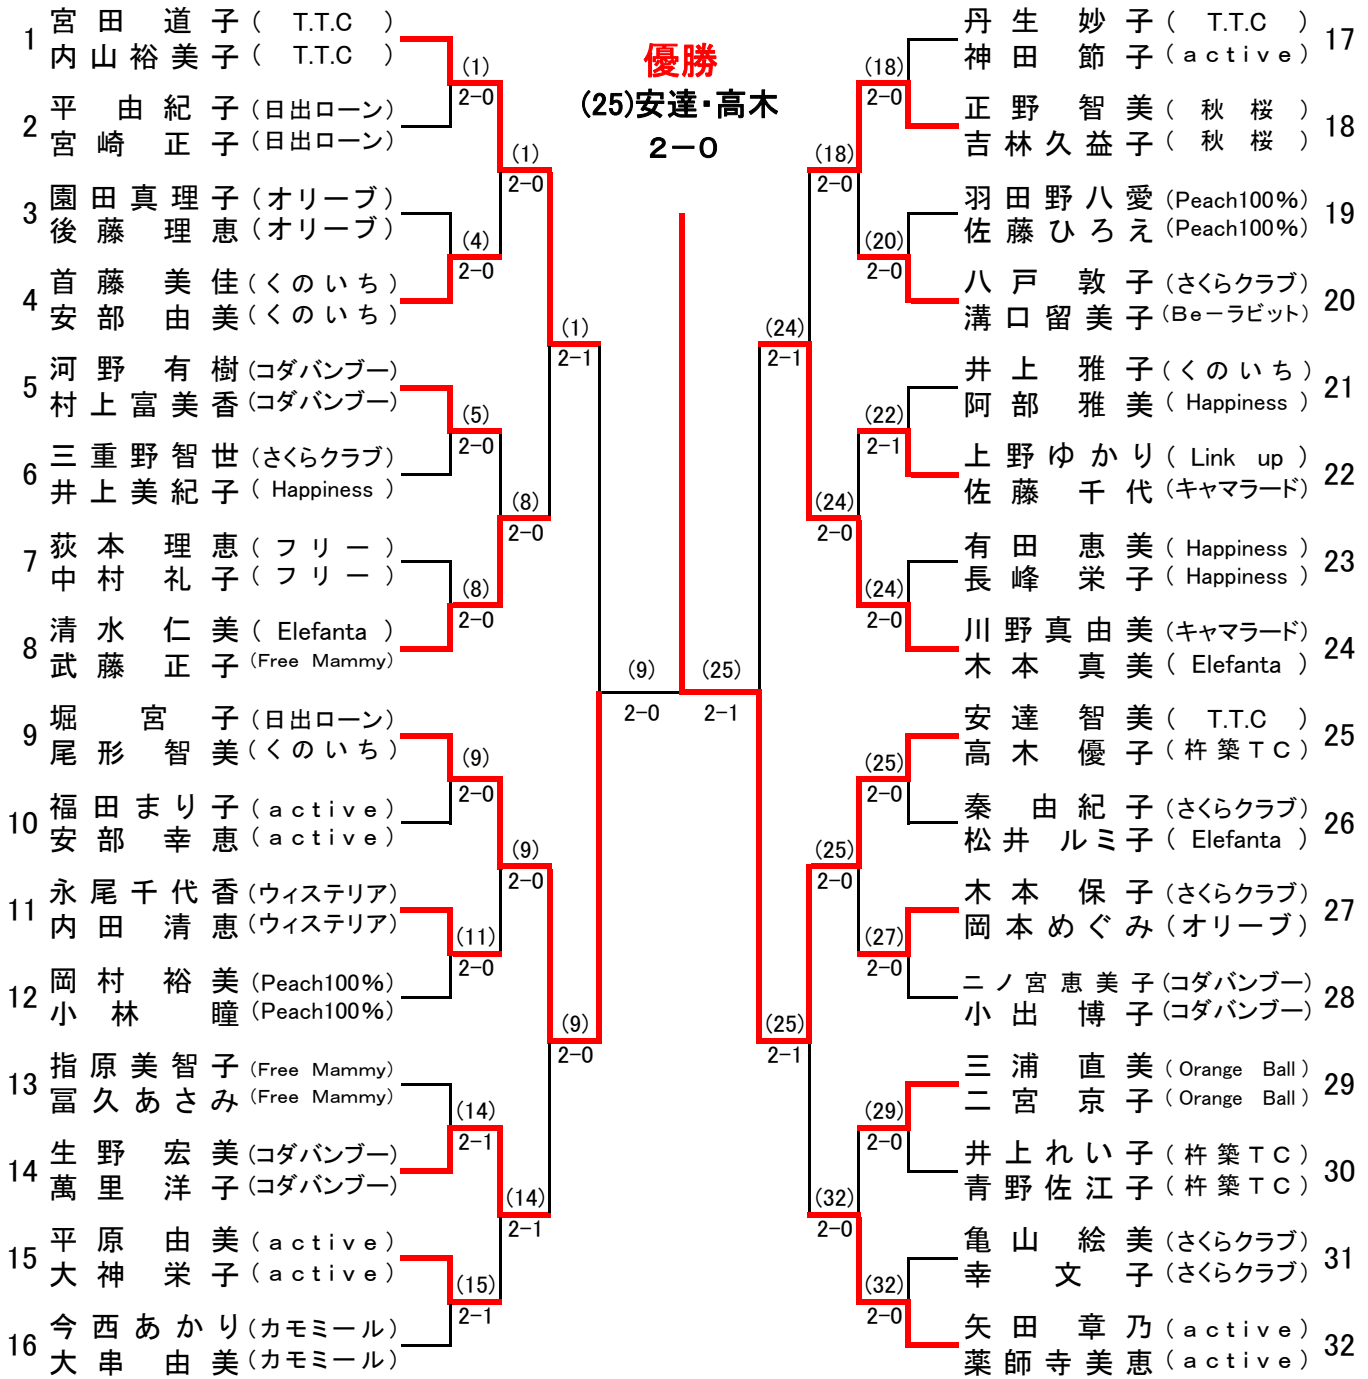 優勝
(25)安達・高木
2－0
1 宮田道子 ( T.T.C )
内山裕美子 ( T.T.C )
2 平由紀子 (日出ローン)
宮崎正子 (日出ローン)
3 園田真理子 (オリーブ)
後藤理恵 (オリーブ)
4 首藤美佳 (くのいち)
安部由美 (くのいち)
5 河野有樹 (コダバンブー)
村上富美香 (コダバンブー)
6 三重野智世 (さくらクラブ)
井上美紀子 ( Happiness )
7 荻本理恵 ( フリー )
中村礼子 ( フリー )
8 清水仁美 ( Elefanta )
武藤正子 (Free Mammy)
9 堀宮子 (日出ローン)
尾形智美 (くのいち)
10 福田まり子 (active)
安部幸恵 (active)
11 永尾千代香 (ウィステリア)
内田清恵 (ウィステリア)
12 岡村裕美 (Peach100%)
小林瞳 (Peach100%)
13 指原美智子 (Free Mammy)
冨久あさみ (Free Mammy)
14 生野宏美 (コダバンブー)
萬里洋子 (コダバンブー)
15 平原由美 (active)
大神栄子 (active)
16 今西あかり (カモミール)
大串由美 (カモミール)
(1)
2-0
(4)
2-0
(5)
2-0
(8)
2-0
(9)
2-0
(11)
2-0
(14)
2-1
(15)
2-1
(1)
2-0
(8)
2-0
(9)
2-0
(14)
2-1
(1)
2-1
(9)
2-0
(9)
2-0
(25)
2-1
(24)
2-1
(25)
2-1
(18)
2-0
(24)
2-0
(25)
2-0
(32)
2-0
(18)
2-0
(20)
2-0
(22)
2-1
(24)
2-0
(25)
2-0
(27)
2-0
(29)
2-0
(32)
2-0
丹生妙子 ( T.T.C ) 17
神田節子 (active)
正野智美 ( 秋桜 ) 18
吉林久益子 ( 秋桜 )
羽田野八愛 (Peach100%) 19
佐藤ひろえ (Peach100%)
八戸敦子 (さくらクラブ) 20
溝口留美子 (Be－ラビット)
井上雅子 (くのいち) 21
阿部雅美 ( Happiness )
上野ゆかり ( Link up ) 22
佐藤千代 (キャマラード)
有田恵美 ( Happiness ) 23
長峰栄子 ( Happiness )
川野真由美 (キャマラード) 24
木本真美 ( Elefanta )
安達智美 ( T.T.C ) 25
高木優子 (杵築TC)
秦由紀子 (さくらクラブ) 26
松井ルミ子 ( Elefanta )
木本保子 (さくらクラブ) 27
岡本めぐみ (オリーブ)
ニノ宮恵美子 (コダバンブー) 28
小出博子 (コダバンブー)
三浦直美 ( Orange Ball ) 29
二宮京子 ( Orange Ball )
井上れい子 (杵築TC) 30
青野佐江子 (杵築TC)
亀山絵美 (さくらクラブ) 31
幸文子 (さくらクラブ)
矢田章乃 (active) 32
薬師寺美恵 (active)